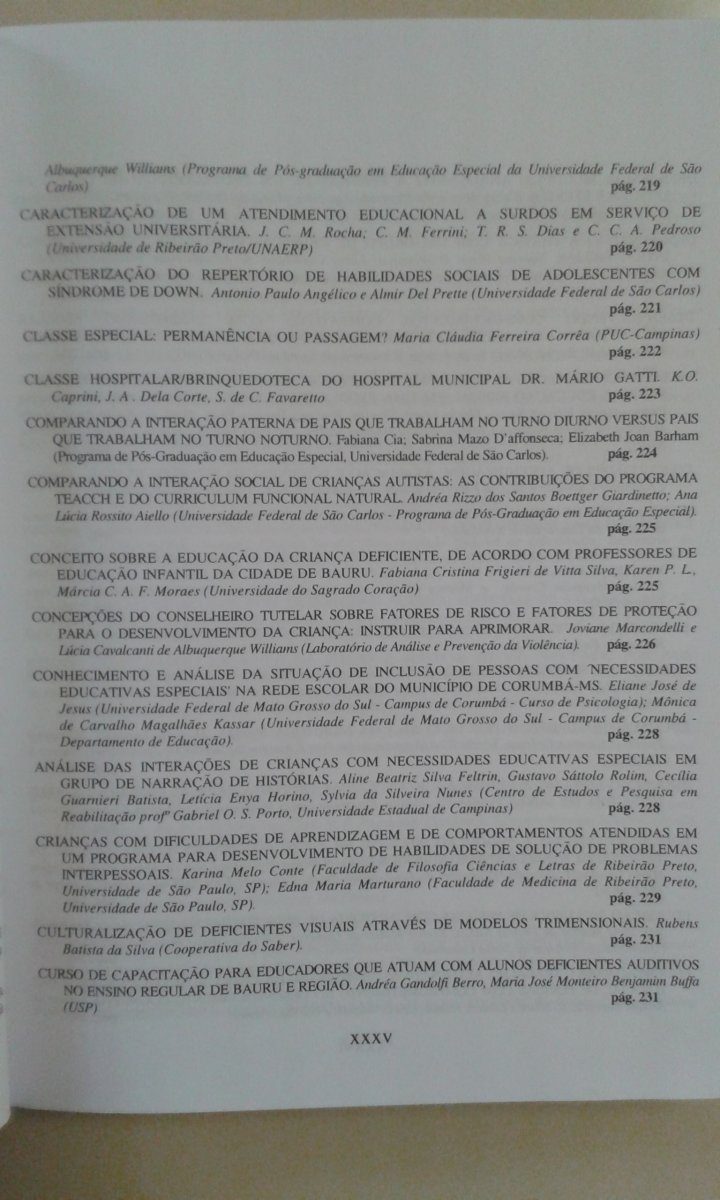 Albuquerque Williams (Programa de Pós-graduação em Educação Especial da Universidade Federal de São
Carlos) pág. 219
CARACTERIZAÇÃO DE UM ATENDIMENTO EDUCACIONAL A SURDOS EM SERVIÇO DE
EXTENSÃO UNIVERSITÁRIA. J. C. M. Rocha; C. M. Ferrini; T. R. S. Dias e C. C. A. Pedroso
(Universidade de Ribeirão Preto/UNAERP) pág. 220
CARACTERIZAÇÃO DO REPERTÓRIO DE HABILIDADES SOCIAIS DE ADOLESCENTES COM
SÍNDROME DE DOWN. Antonio Paulo Angélico e Almir Del Prette (Universidade Federal de São Carlos)
pág. 221
CLASSE ESPECIAL: PERMANÊNCIA OU PASSAGEM? Maria Cláudia Ferreira Corrêa (PUC-Campinas)
pág. 222
CLASSE HOSPITALAR/BRINQUEDOTECA DO HOSPITAL MUNICIPAL DR. MÁRIO GATTI. K.O.
Caprini, J. A . Dela Corte, S. de C. Favaretto pág. 223
COMPARANDO A INTERAÇÃO PATERNA DE PAIS QUE TRABALHAM NO TURNO DIURNO VERSUS PAIS
QUE TRABALHAM NO TURNO NOTURNO. Fabiana Cia; Sabrina Mazo D'affonseca; Elizabeth Joan Barham
(Programa de Pós-Graduação em Educação Especial, Universidade Federal de São Carlos). pág. 224
COMPARANDO A INTERAÇÃO SOCIAL DE CRIANÇAS AUTISTAS: AS CONTRIBUIÇÕES DO PROGRAMA
TEACCH E DO CURRICULUM FUNCIONAL NATURAL. Andréa Rizzo dos Santos Boettger Giardinetto; Ana
Lúcia Rossito Aiello (Universidade Federal de São Carlos - Programa de Pós-Graduação em Educação Especial).
pág. 225
CONCEITO SOBRE A EDUCAÇÃO DA CRIANÇA DEFICIENTE, DE ACORDO COM PROFESSORES DE
EDUCAÇÃO INFANTIL DA CIDADE DE BAURU. Fabiana Cristina Frigieri de Vitta Silva, Karen P. L.,
Márcia C. A. F. Moraes (Universidade do Sagrado Coração) pág. 225
CONCEPÇÕES DO CONSELHEIRO TUTELAR SOBRE FATORES DE RISCO E FATORES DE PROTEÇÃO
PARA O DESENVOLVIMENTO DA CRIANÇA: INSTRUIR PARA APRIMORAR. Joviane Marcondelli e
Lúcia Cavalcanti de Albuquerque Williams (Laboratório de Análise e Prevenção da Violência). pág. 226
CONHECIMENTO E ANÁLISE DA SITUAÇÃO DE INCLUSÃO DE PESSOAS COM 'NECESSIDADES
EDUCATIVAS ESPECIAIS' NA REDE ESCOLAR DO MUNICÍPIO DE CORUMBÁ-MS. Eliane José de
Jesus (Universidade Federal de Mato Grosso do Sul - Campus de Corumbá - Curso de Psicologia); Mônica
de Carvalho Magalhães Kassar (Universidade Federal de Mato Grosso do Sul - Campus de Corumbá -
Departamento de Educação). pág. 228
ANÁLISE DAS INTERAÇÕES DE CRIANÇAS COM NECESSIDADES EDUCATIVAS ESPECIAIS EM
GRUPO DE NARRAÇÃO DE HISTÓRIAS. Aline Beatriz Silva Feltrin, Gustavo Sáttolo Rolim, Cecília
Guarnieri Batista, Letícia Enya Horino, Sylvia da Silveira Nunes (Centro de Estudos e Pesquisa em
Reabilitação profº Gabriel O. S. Porto, Universidade Estadual de Campinas) pág. 228
CRIANÇAS COM DIFICULDADES DE APRENDIZAGEM E DE COMPORTAMENTOS ATENDIDAS EM
UM PROGRAMA PARA DESENVOLVIMENTO DE HABILIDADES DE SOLUÇÃO DE PROBLEMAS
INTERPESSOAIS. Karina Melo Conte (Faculdade de Filosofia Ciências e Letras de Ribeirão Preto,
Universidade de São Paulo, SP); Edna Maria Marturano (Faculdade de Medicina de Ribeirão Preto,
Universidade de São Paulo, SP). pág. 229
CULTURALIZAÇÃO DE DEFICIENTES VISUAIS ATRAVÉS DE MODELOS TRIMENSIONAIS. Rubens
Batista da Silva (Cooperativa do Saber). pág. 231
CURSO DE CAPACITAÇÃO PARA EDUCADORES QUE ATUAM COM ALUNOS DEFICIENTES AUDITIVOS
NO ENSINO REGULAR DE BAURU E REGIÃO. Andréa Gandolfi Berro, Maria José Monteiro Benjamim Buffa
(USP) pág. 231
XXXV